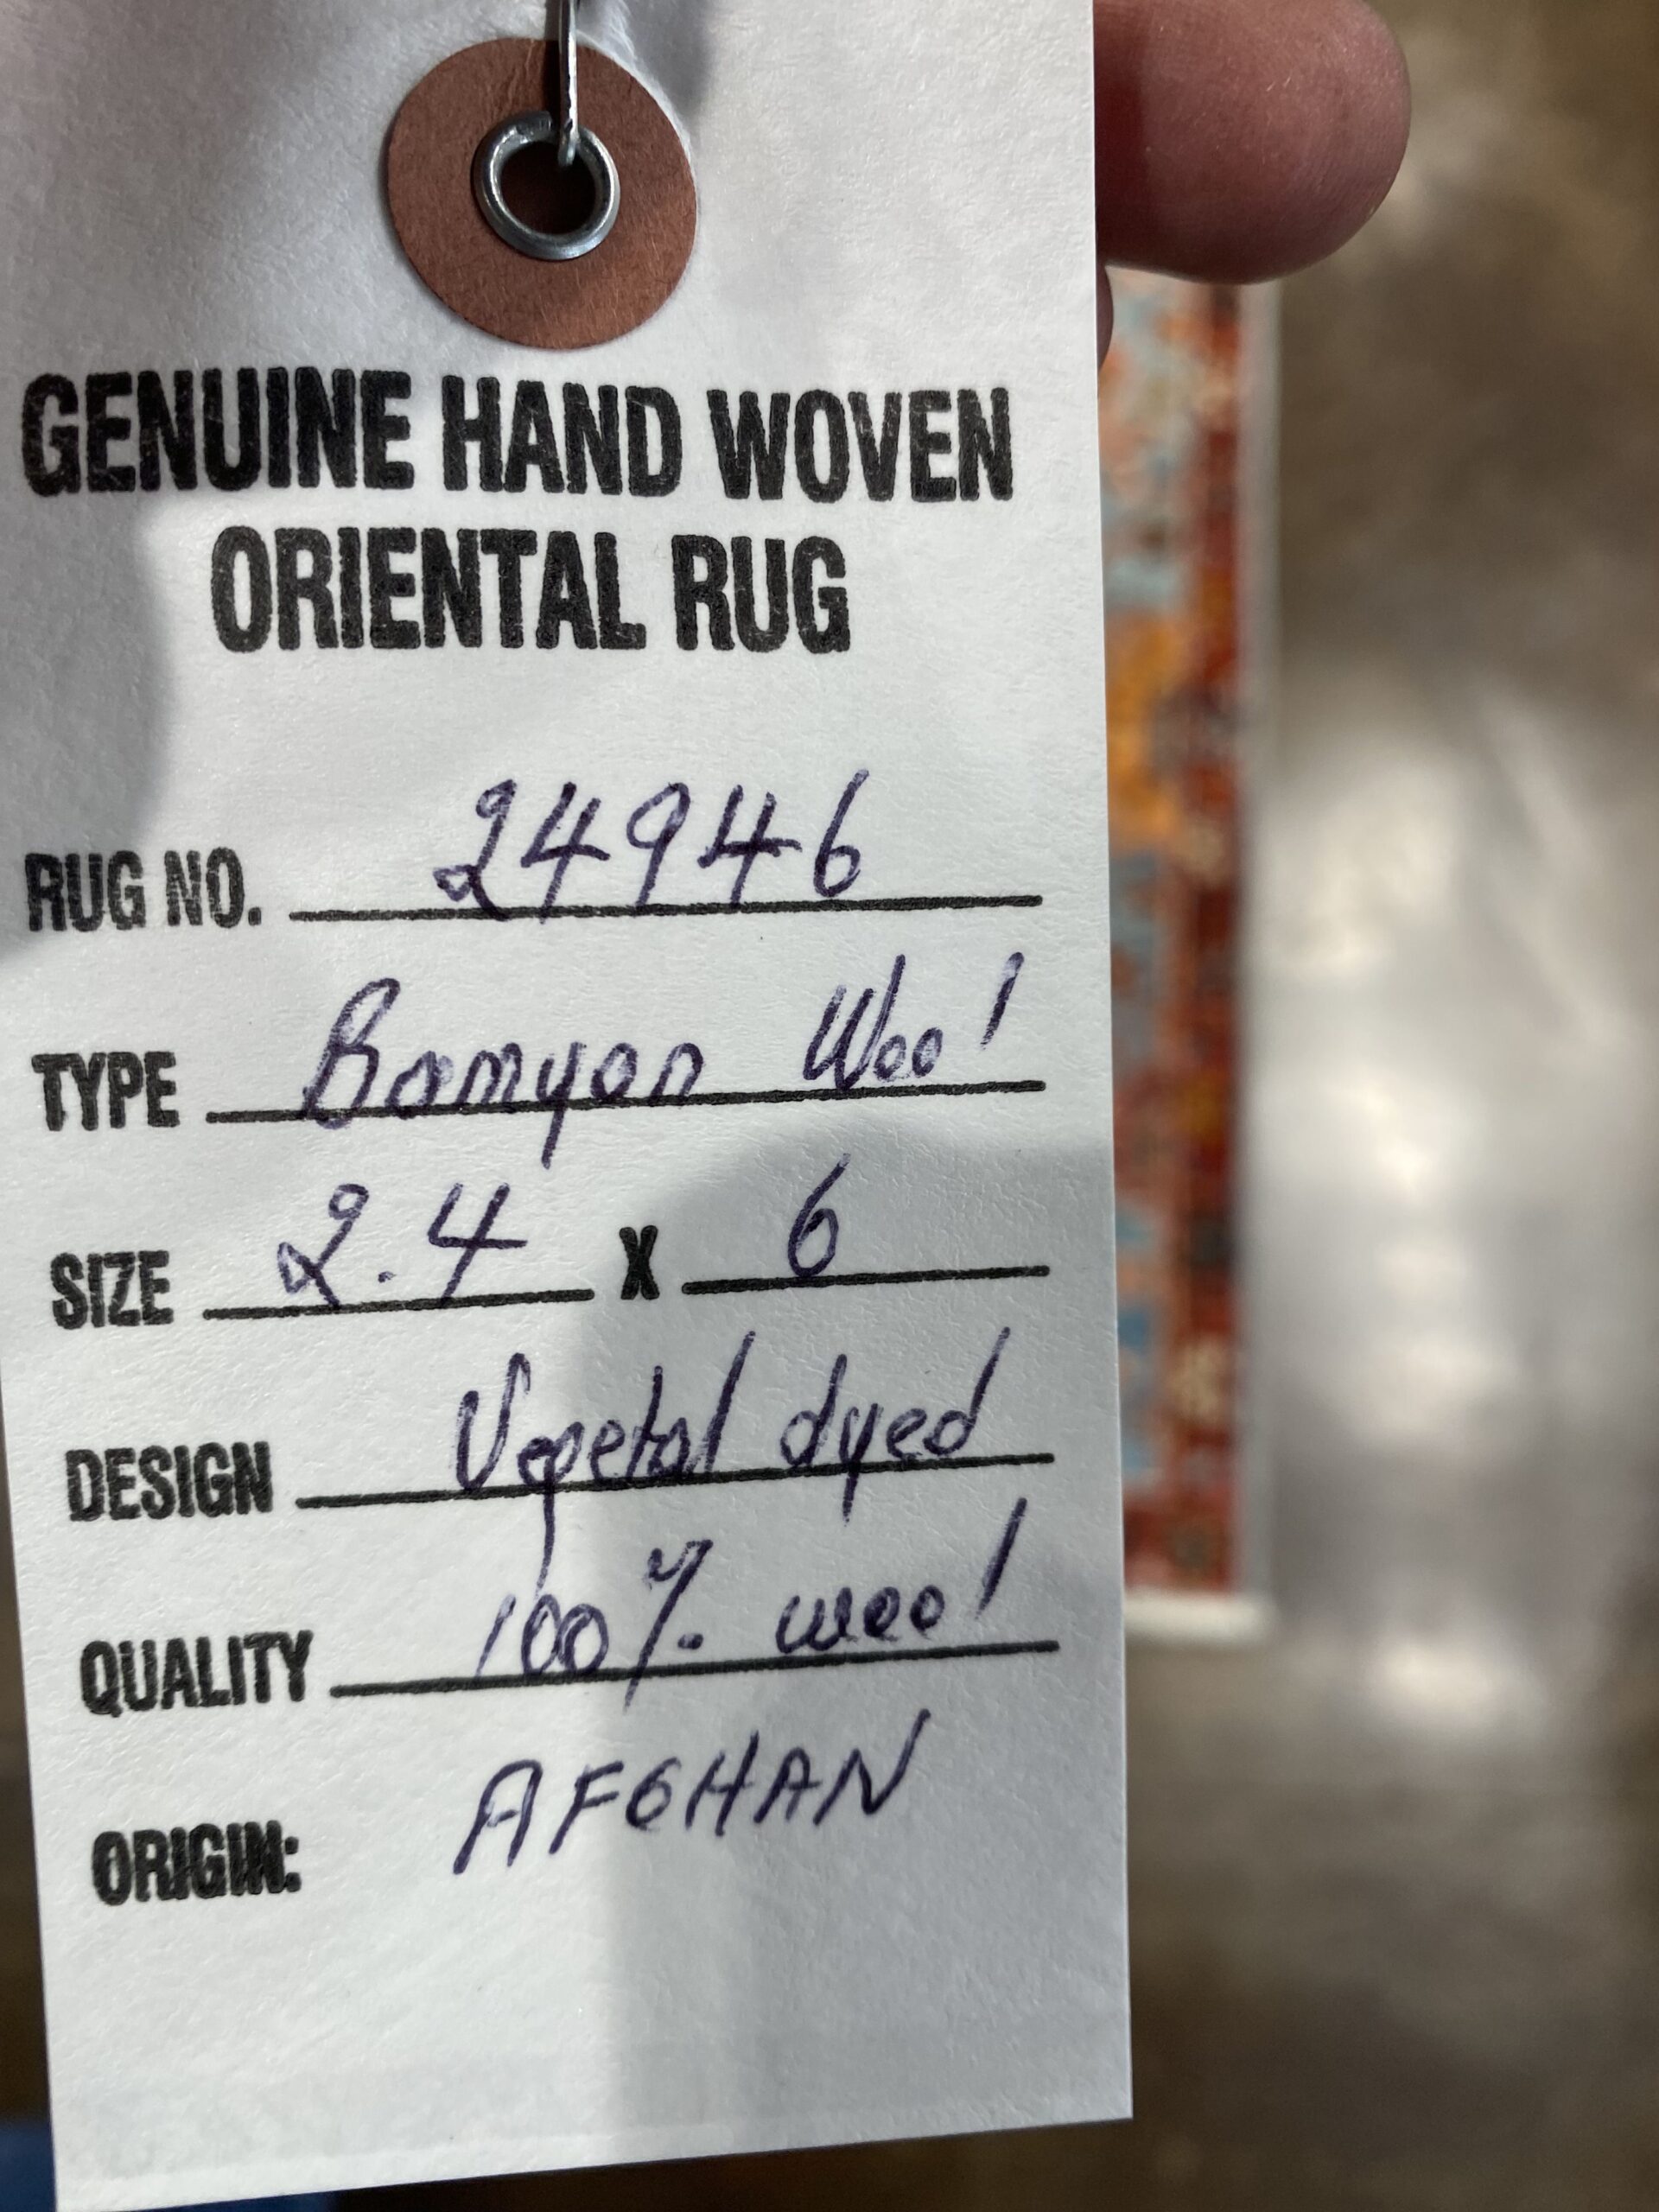 GENUINE HAND WOVEN
ORIENTAL RUG
RUG NO. 24946
TYPE Bamyan Wool
SIZE 2.4 X 6
DESIGN Vegetal dyed
QUALITY 100% wool
ORIGIN: AFGHAN